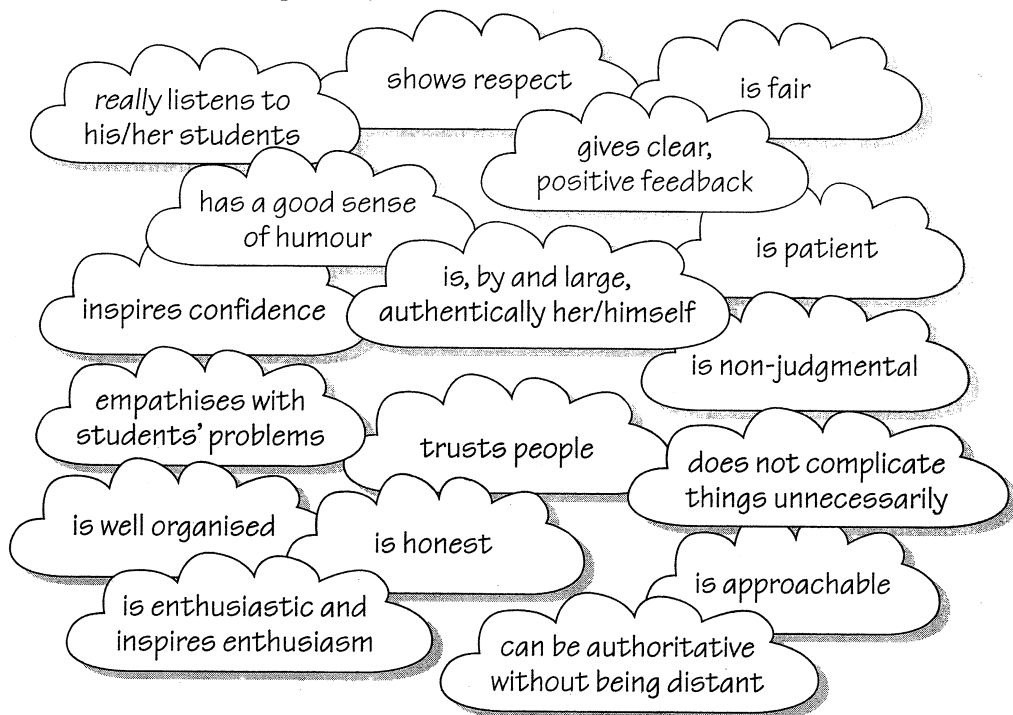 really listens to
his/her students
shows respect
is fair
gives clear,
positive feedback
has a good sense
of humour
is patient
inspires confidence
is, by and large,
authentically her/himself
is non-judgmental
empathises with
students' problems
trusts people
does not complicate
things unnecessarily
is well organised
is honest
is approachable
is enthusiastic and
inspires enthusiasm
can be authoritative
without being distant